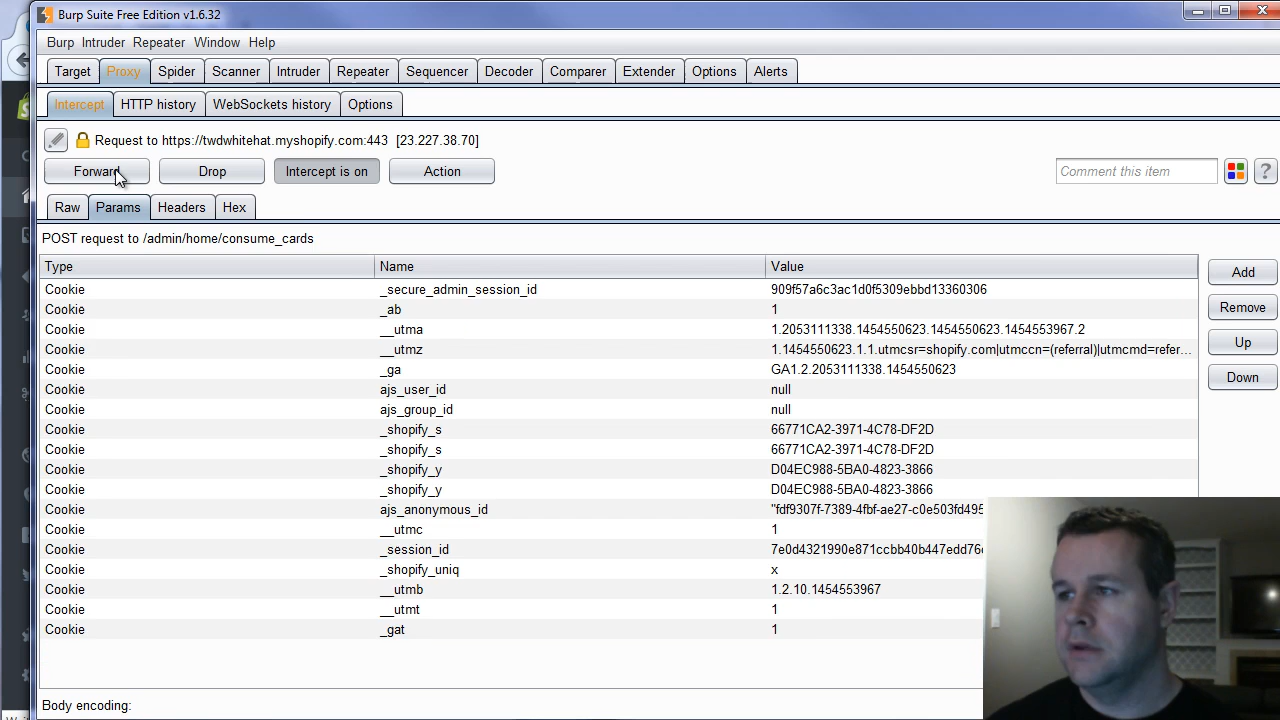 Burp Suite Free Edition v1.6.32
Burp Intruder Repeater Window Help
Target Proxy Spider Scanner Intruder Repeater Sequencer Decoder Comparer Extender Options Alerts
Intercept HTTP history WebSockets history Options
Request to https://twdwhitehat.myshopify.com:443 [23.227.38.70]
Forward Drop Intercept is on Action Comment this item ?
Raw Params Headers Hex
POST request to /admin/home/consume_cards
Type Name Value
Add
Cookie _secure_admin_session_id 909f57a6c3ac1d0f5309ebbd13360306
Cookie _ab 1
Remove
Cookie __utma 1.2053111338.1454550623.1454550623.1454553967.2
Up
Cookie __utmz 1.1454550623.1.1.utmcsr=shopify.com|utmccn=(referral)|utmcmd=refer...
Cookie _ga GA1.2.2053111338.1454550623
Down
Cookie ajs_user_id null
Cookie ajs_group_id null
Cookie _shopify_s 66771CA2-3971-4C78-DF2D
Cookie _shopify_s 66771CA2-3971-4C78-DF2D
Cookie _shopify_y D04EC988-5BA0-4823-3866
Cookie _shopify_y D04EC988-5BA0-4823-3866
Cookie ajs_anonymous_id "fdf9307f-7389-4fbf-ae27-c0e503fd495
Cookie __utmc 1
Cookie _session_id 7e0d4321990e871ccbb40b447edd76
Cookie _shopify_uniq x
Cookie __utmb 1.2.10.1454553967
Cookie __utmt 1
Cookie _gat 1
Body encoding: